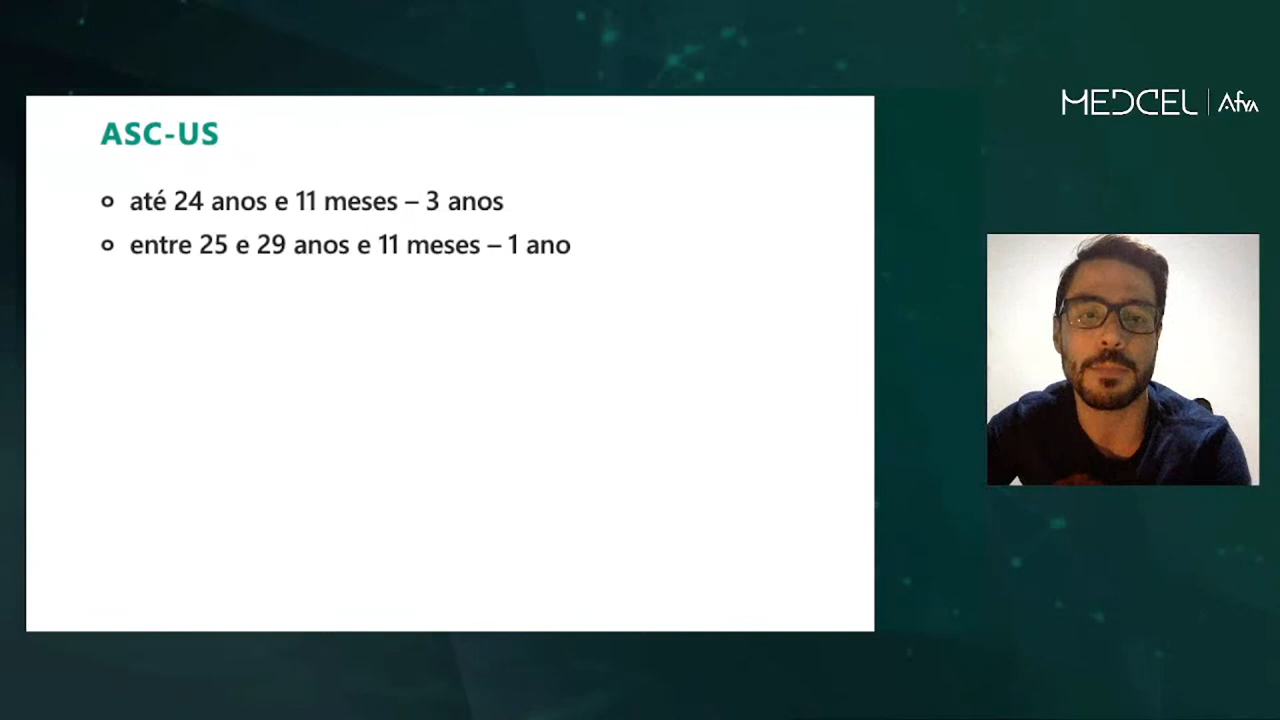 MEDCEL | Afya
ASC-US
o até 24 anos e 11 meses – 3 anos
o entre 25 e 29 anos e 11 meses – 1 ano